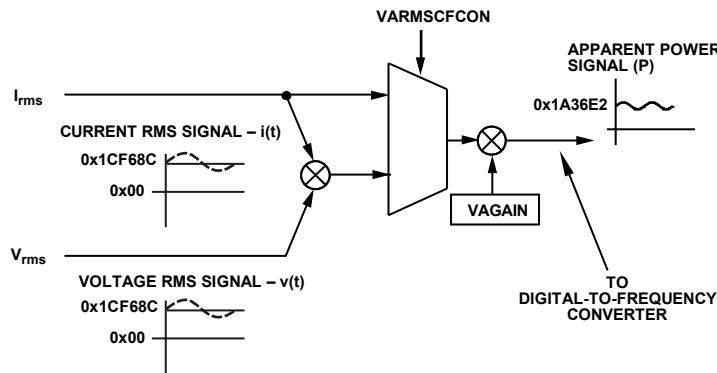 VARMSCFCON
APPARENT POWER
SIGNAL (P)
0x1A36E2
Irms
CURRENT RMS SIGNAL – i(t)
0x1CF68C
0x00
VAGAIN
Vrms
VOLTAGE RMS SIGNAL – v(t)
0x1CF68C
0x00
TO
DIGITAL-TO-FREQUENCY
CONVERTER